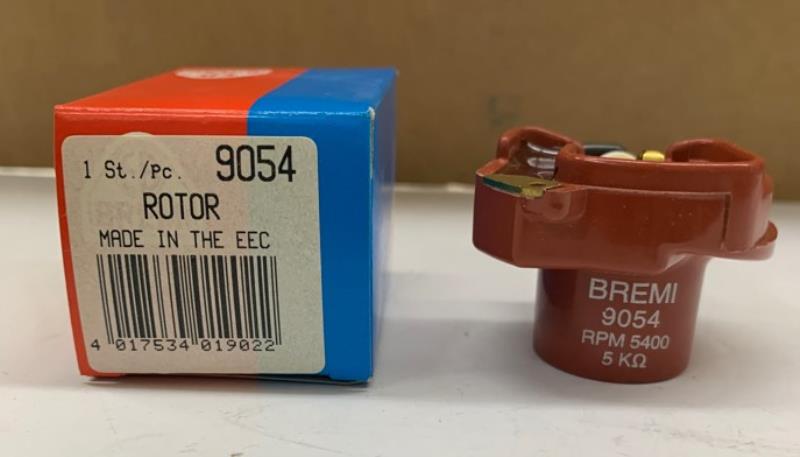 1 St./Pc. 9054
ROTOR
MADE IN THE EEC
4 017534 019022
BREMI
9054
RPM 5400
5 KΩ